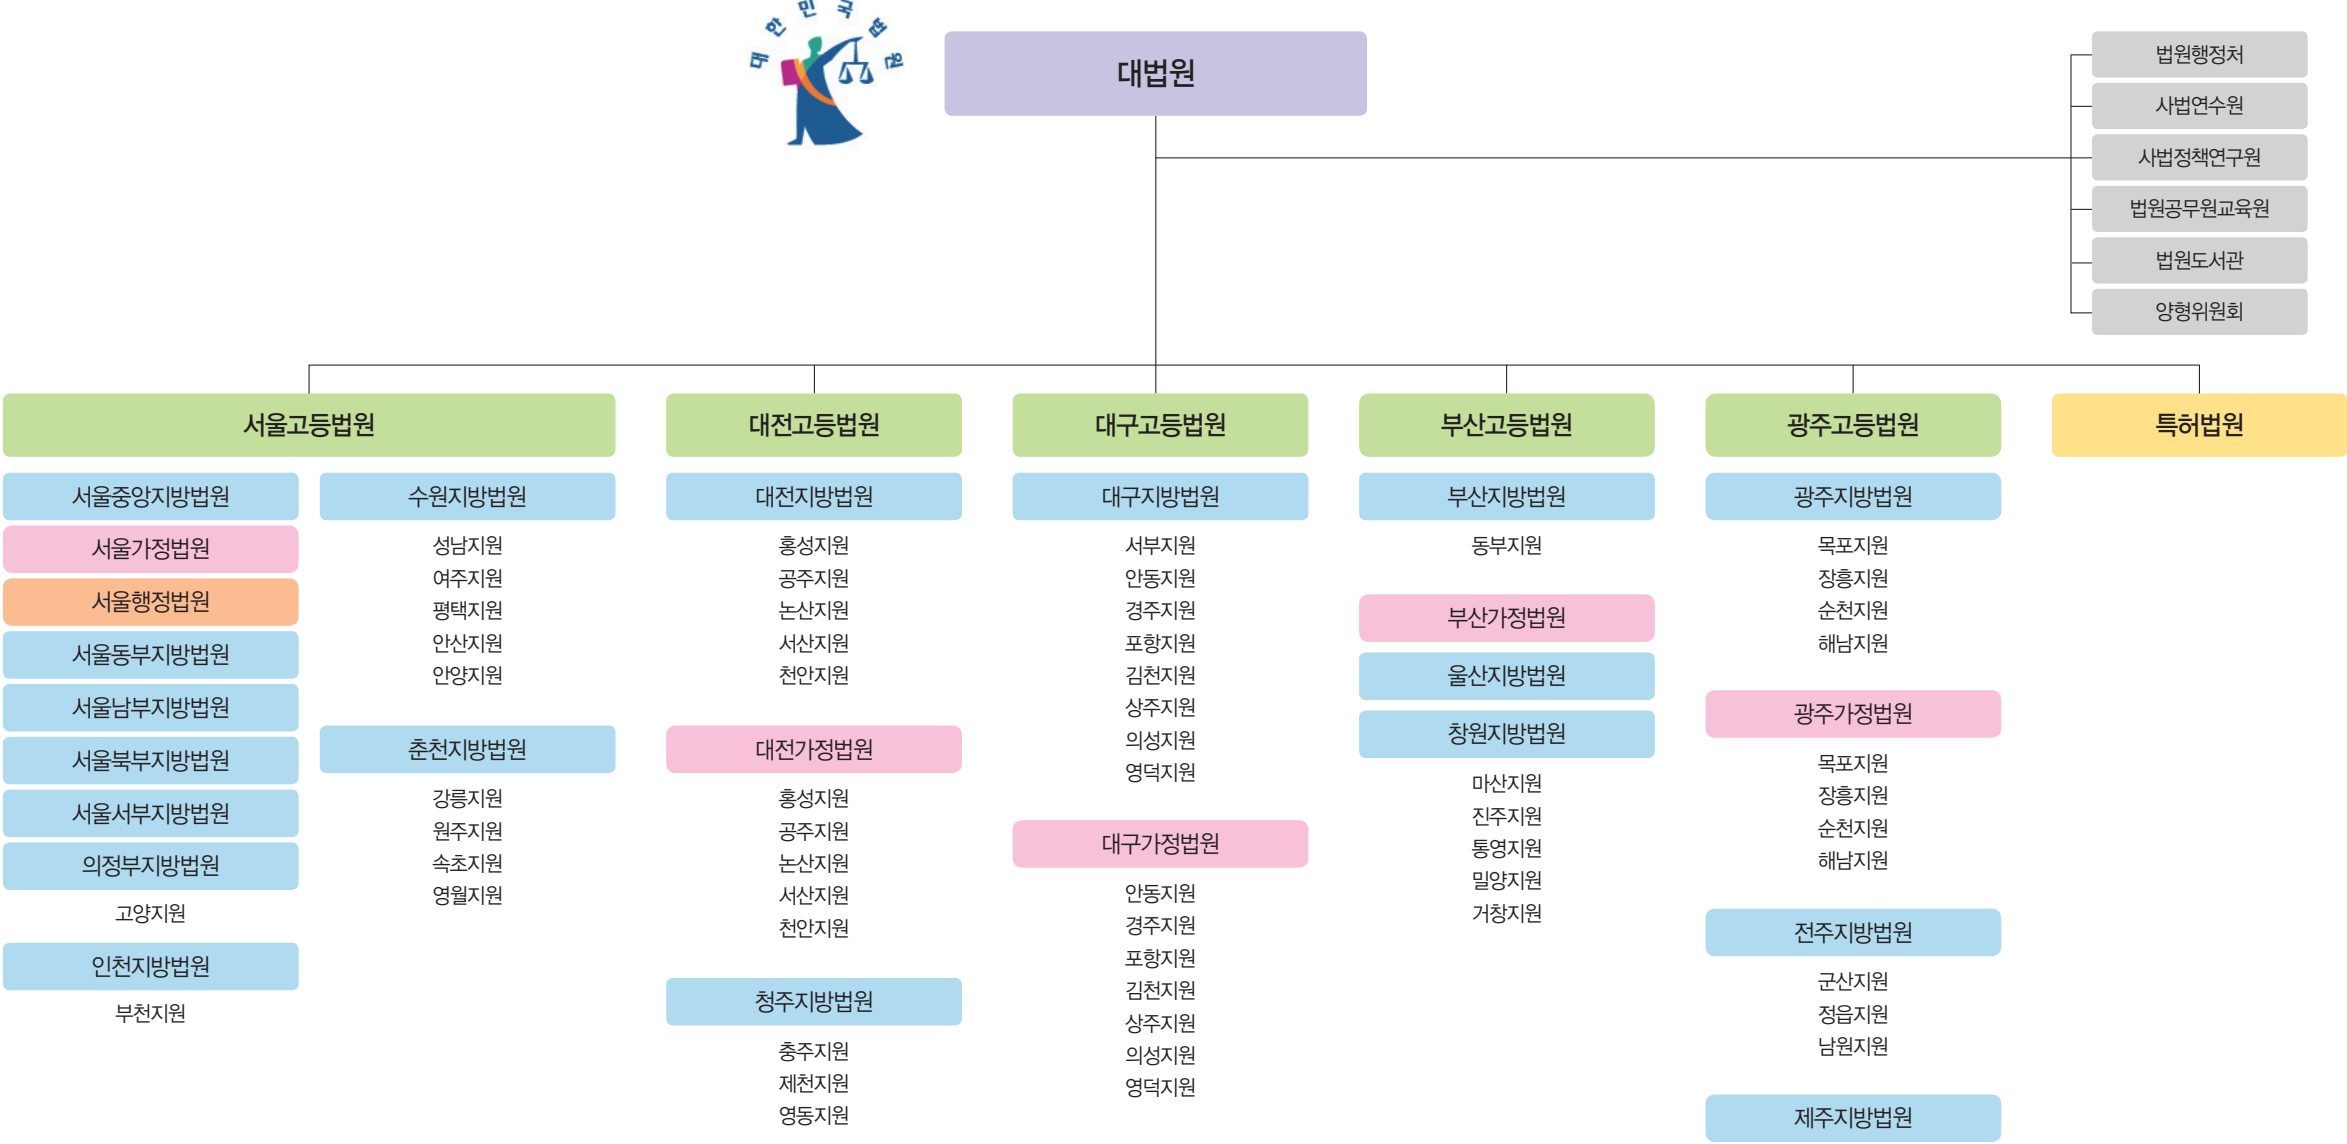 대한민국법원
대법원
법원행정처
사법연수원
사법정책연구원
법원공무원교육원
법원도서관
양형위원회
서울고등법원
서울중앙지방법원
서울가정법원
서울행정법원
서울동부지방법원
서울남부지방법원
서울북부지방법원
서울서부지방법원
의정부지방법원
고양지원
인천지방법원
부천지원
수원지방법원
성남지원
여주지원
평택지원
안산지원
안양지원
춘천지방법원
강릉지원
원주지원
속초지원
영월지원
대전고등법원
대전지방법원
홍성지원
공주지원
논산지원
서산지원
천안지원
대전가정법원
홍성지원
공주지원
논산지원
서산지원
천안지원
청주지방법원
충주지원
제천지원
영동지원
대구고등법원
대구지방법원
서부지원
안동지원
경주지원
포항지원
김천지원
상주지원
의성지원
영덕지원
대구가정법원
안동지원
경주지원
포항지원
김천지원
상주지원
의성지원
영덕지원
부산고등법원
부산지방법원
동부지원
부산가정법원
울산지방법원
창원지방법원
마산지원
진주지원
통영지원
밀양지원
거창지원
광주고등법원
광주지방법원
목포지원
장흥지원
순천지원
해남지원
광주가정법원
목포지원
장흥지원
순천지원
해남지원
전주지방법원
군산지원
정읍지원
남원지원
제주지방법원
특허법원